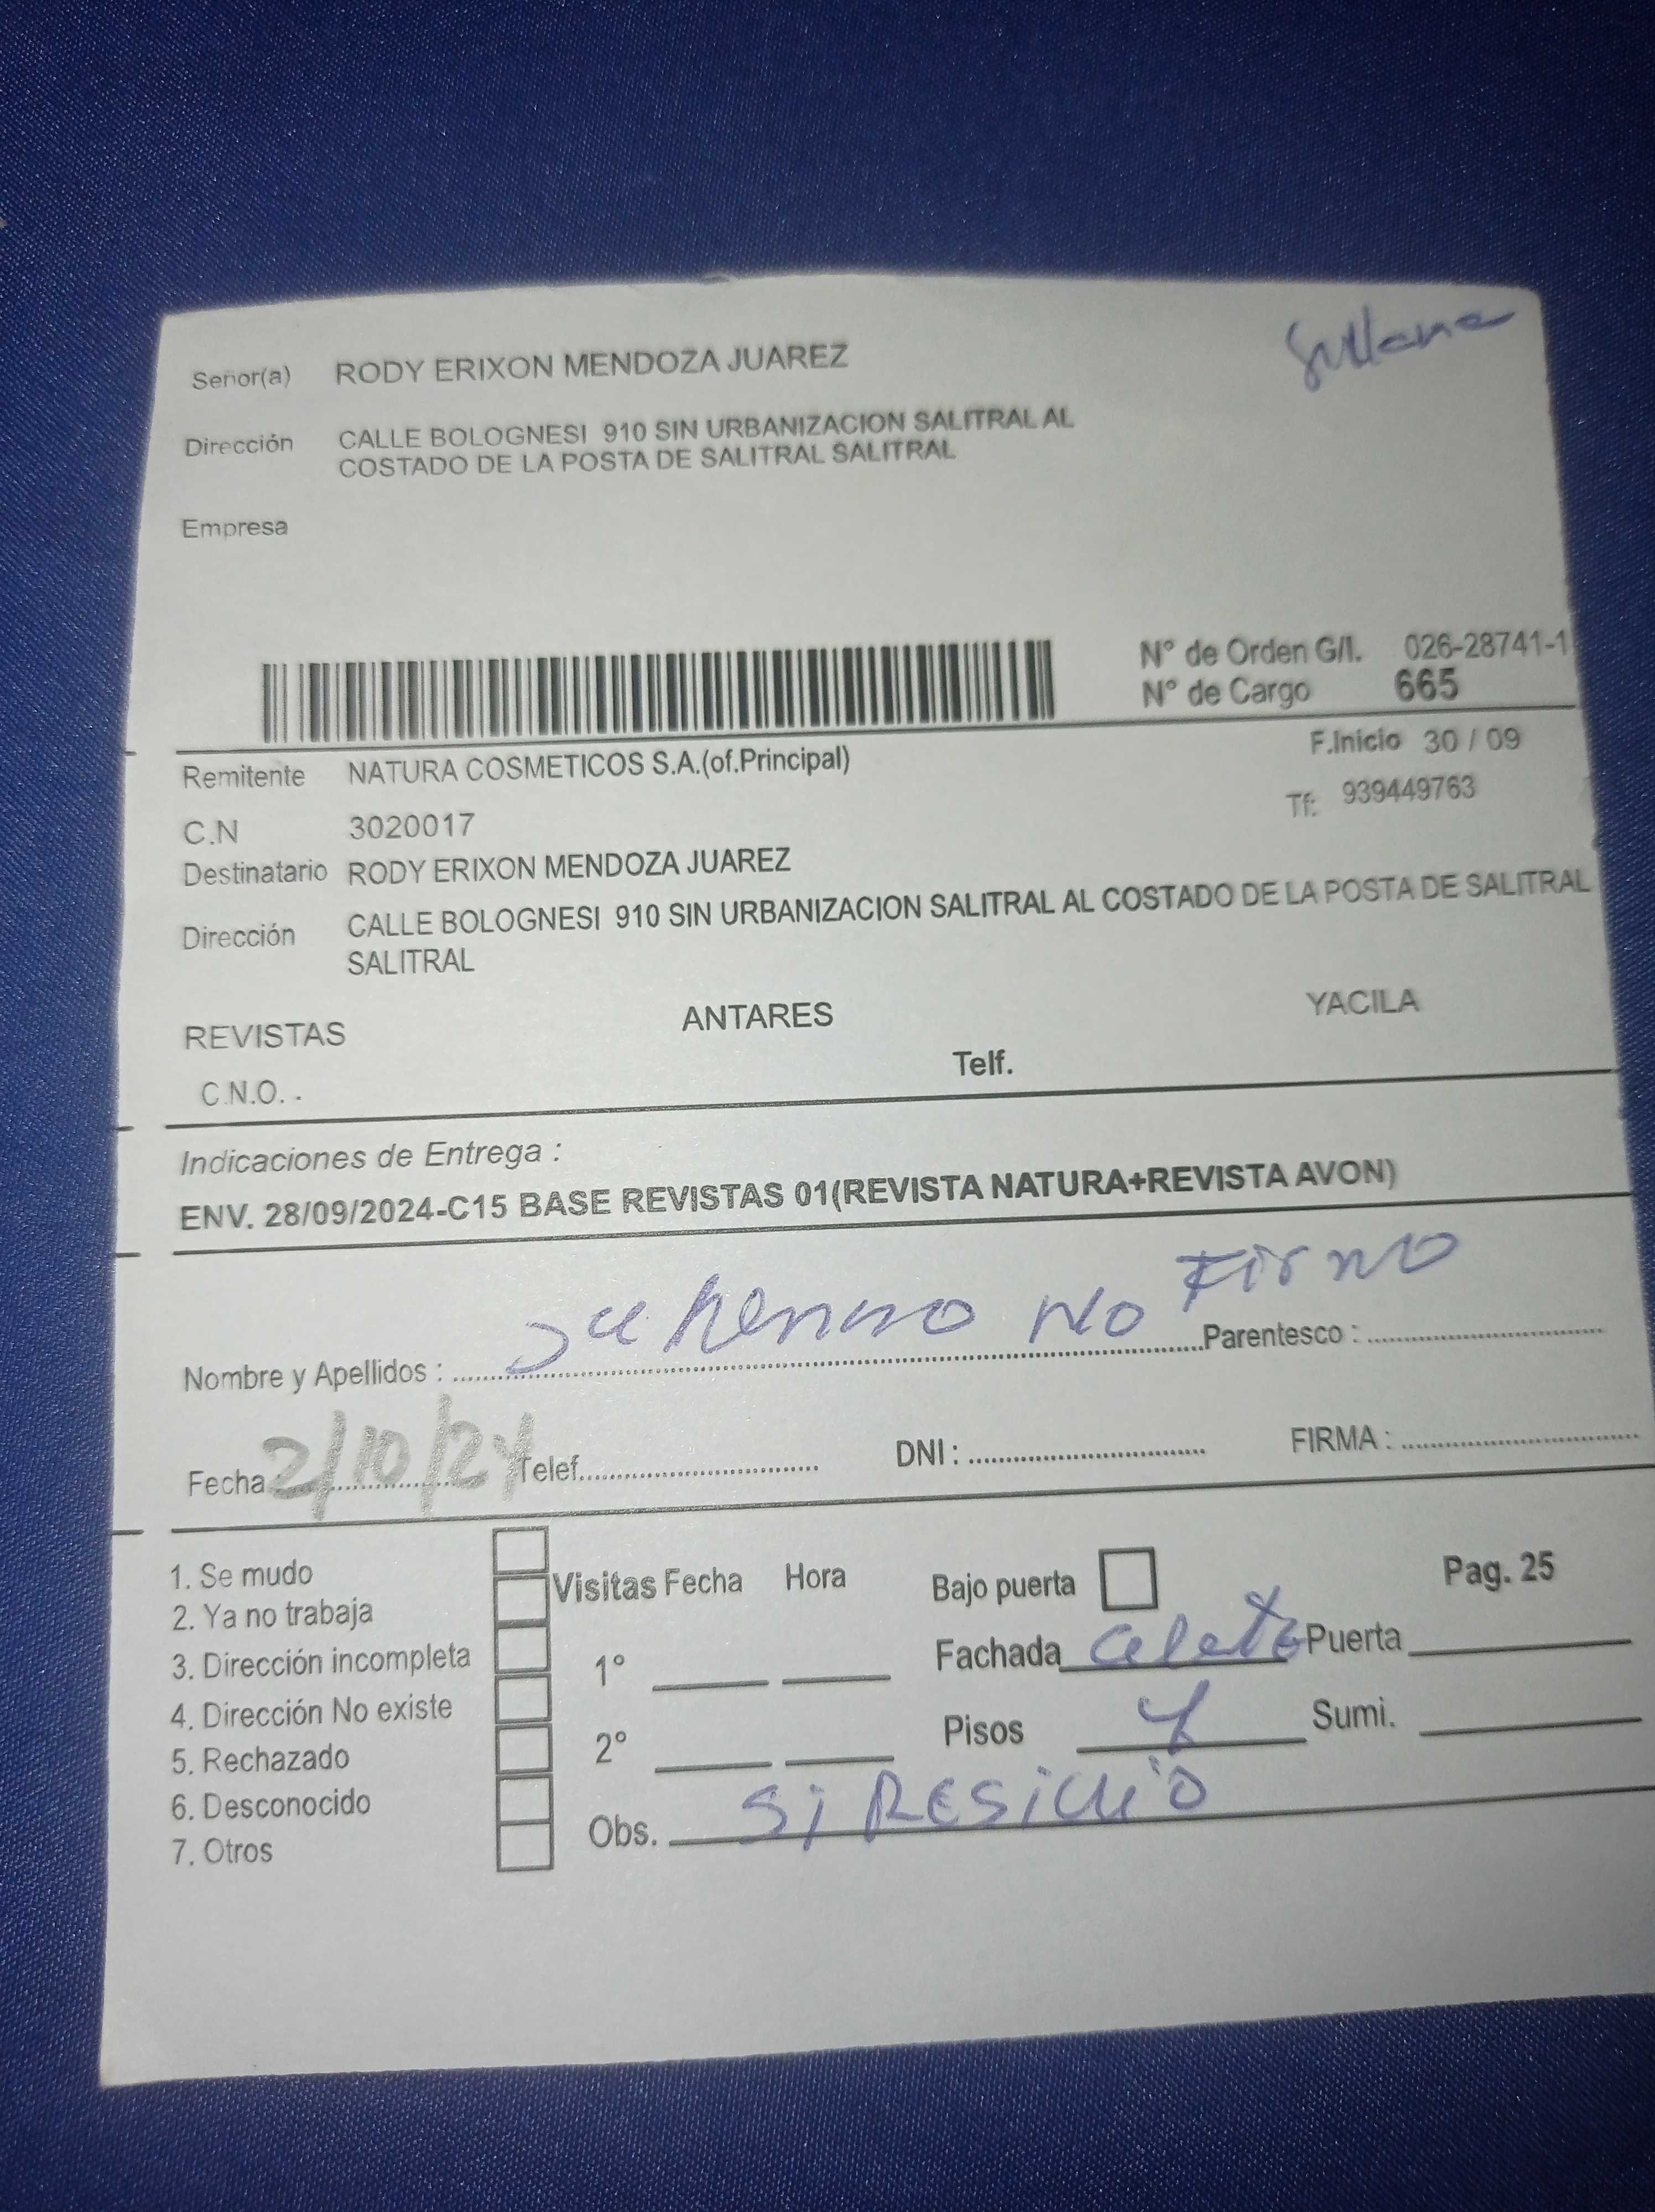 Sullana
Señor(a) RODY ERIXON MENDOZA JUAREZ
Dirección CALLE BOLOGNESI 910 SIN URBANIZACION SALITRAL AL
COSTADO DE LA POSTA DE SALITRAL SALITRAL
Empresa
N° de Orden G/I. 026-28741-1
N° de Cargo 665
Remitente NATURA COSMETICOS S.A.(of.Principal) F.Inicio 30 / 09
C.N 3020017 Tf: 939449763
Destinatario RODY ERIXON MENDOZA JUAREZ
Dirección CALLE BOLOGNESI 910 SIN URBANIZACION SALITRAL AL COSTADO DE LA POSTA DE SALITRAL
SALITRAL
REVISTAS ANTARES YACILA
C.N.O. - Telf.
Indicaciones de Entrega :
ENV. 28/09/2024-C15 BASE REVISTAS 01(REVISTA NATURA+REVISTA AVON)
Nombre y Apellidos : su No Firmo Parentesco :
Fecha 2/10/24 Telef. DNI : FIRMA :
1. Se mudo Visitas Fecha Hora Bajo puerta Pag. 25
2. Ya no trabaja Fachada Puerta
3. Dirección incompleta 1°
4. Dirección No existe Pisos Sumi.
5. Rechazado 2°
6. Desconocido Obs. Si
7. Otros